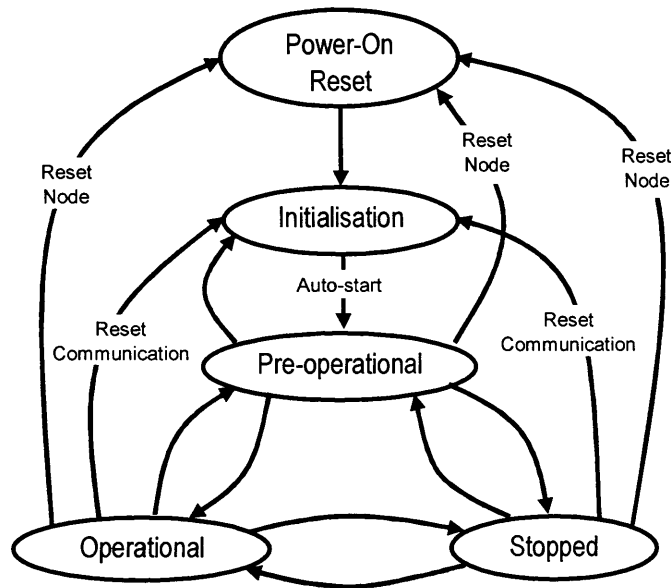 Power-On
Reset
Reset
Node
Reset
Node
Reset
Node
Initialisation
Auto-start
Reset
Communication
Reset
Communication
Pre-operational
Operational
Stopped